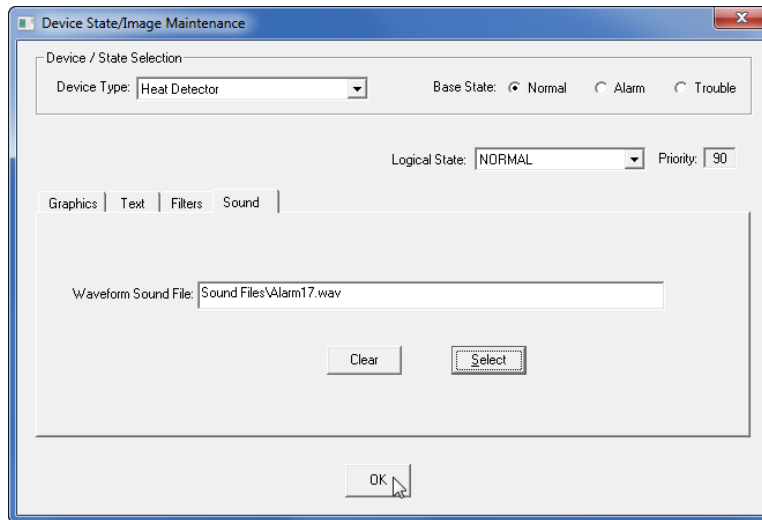 Device State/Image Maintenance
Device / State Selection
Device Type: Heat Detector Base State: Normal Alarm Trouble
Logical State: NORMAL Priority: 90
Graphics Text Filters Sound
Waveform Sound File: Sound Files\Alarm17.wav
Clear Select
OK